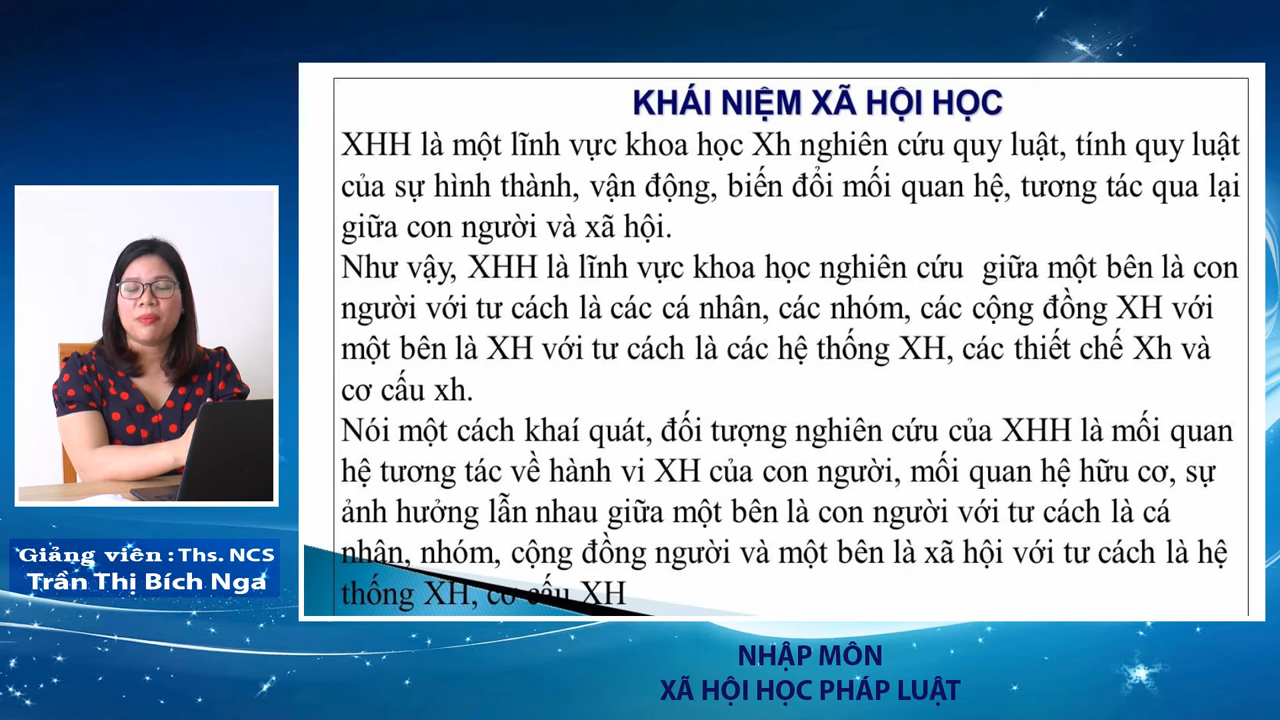 KHÁI NIỆM XÃ HỘI HỌC
XHH là một lĩnh vực khoa học Xh nghiên cứu quy luật, tính quy luật
của sự hình thành, vận động, biến đổi mối quan hệ, tương tác qua lại
giữa con người và xã hội.
Như vậy, XHH là lĩnh vực khoa học nghiên cứu giữa một bên là con
người với tư cách là các cá nhân, các nhóm, các cộng đồng XH với
một bên là XH với tư cách là các hệ thống XH, các thiết chế Xh và
cơ cấu xh.
Nói một cách khaí quát, đối tượng nghiên cứu của XHH là mối quan
hệ tương tác về hành vi XH của con người, mối quan hệ hữu cơ, sự
ảnh hưởng lẫn nhau giữa một bên là con người với tư cách là cá
nhân, nhóm, cộng đồng người và một bên là xã hội với tư cách là hệ
thống XH, cơ cấu XH
Giảng viên : Ths. NCS
Trần Thị Bích Nga
NHẬP MÔN
XÃ HỘI HỌC PHÁP LUẬT